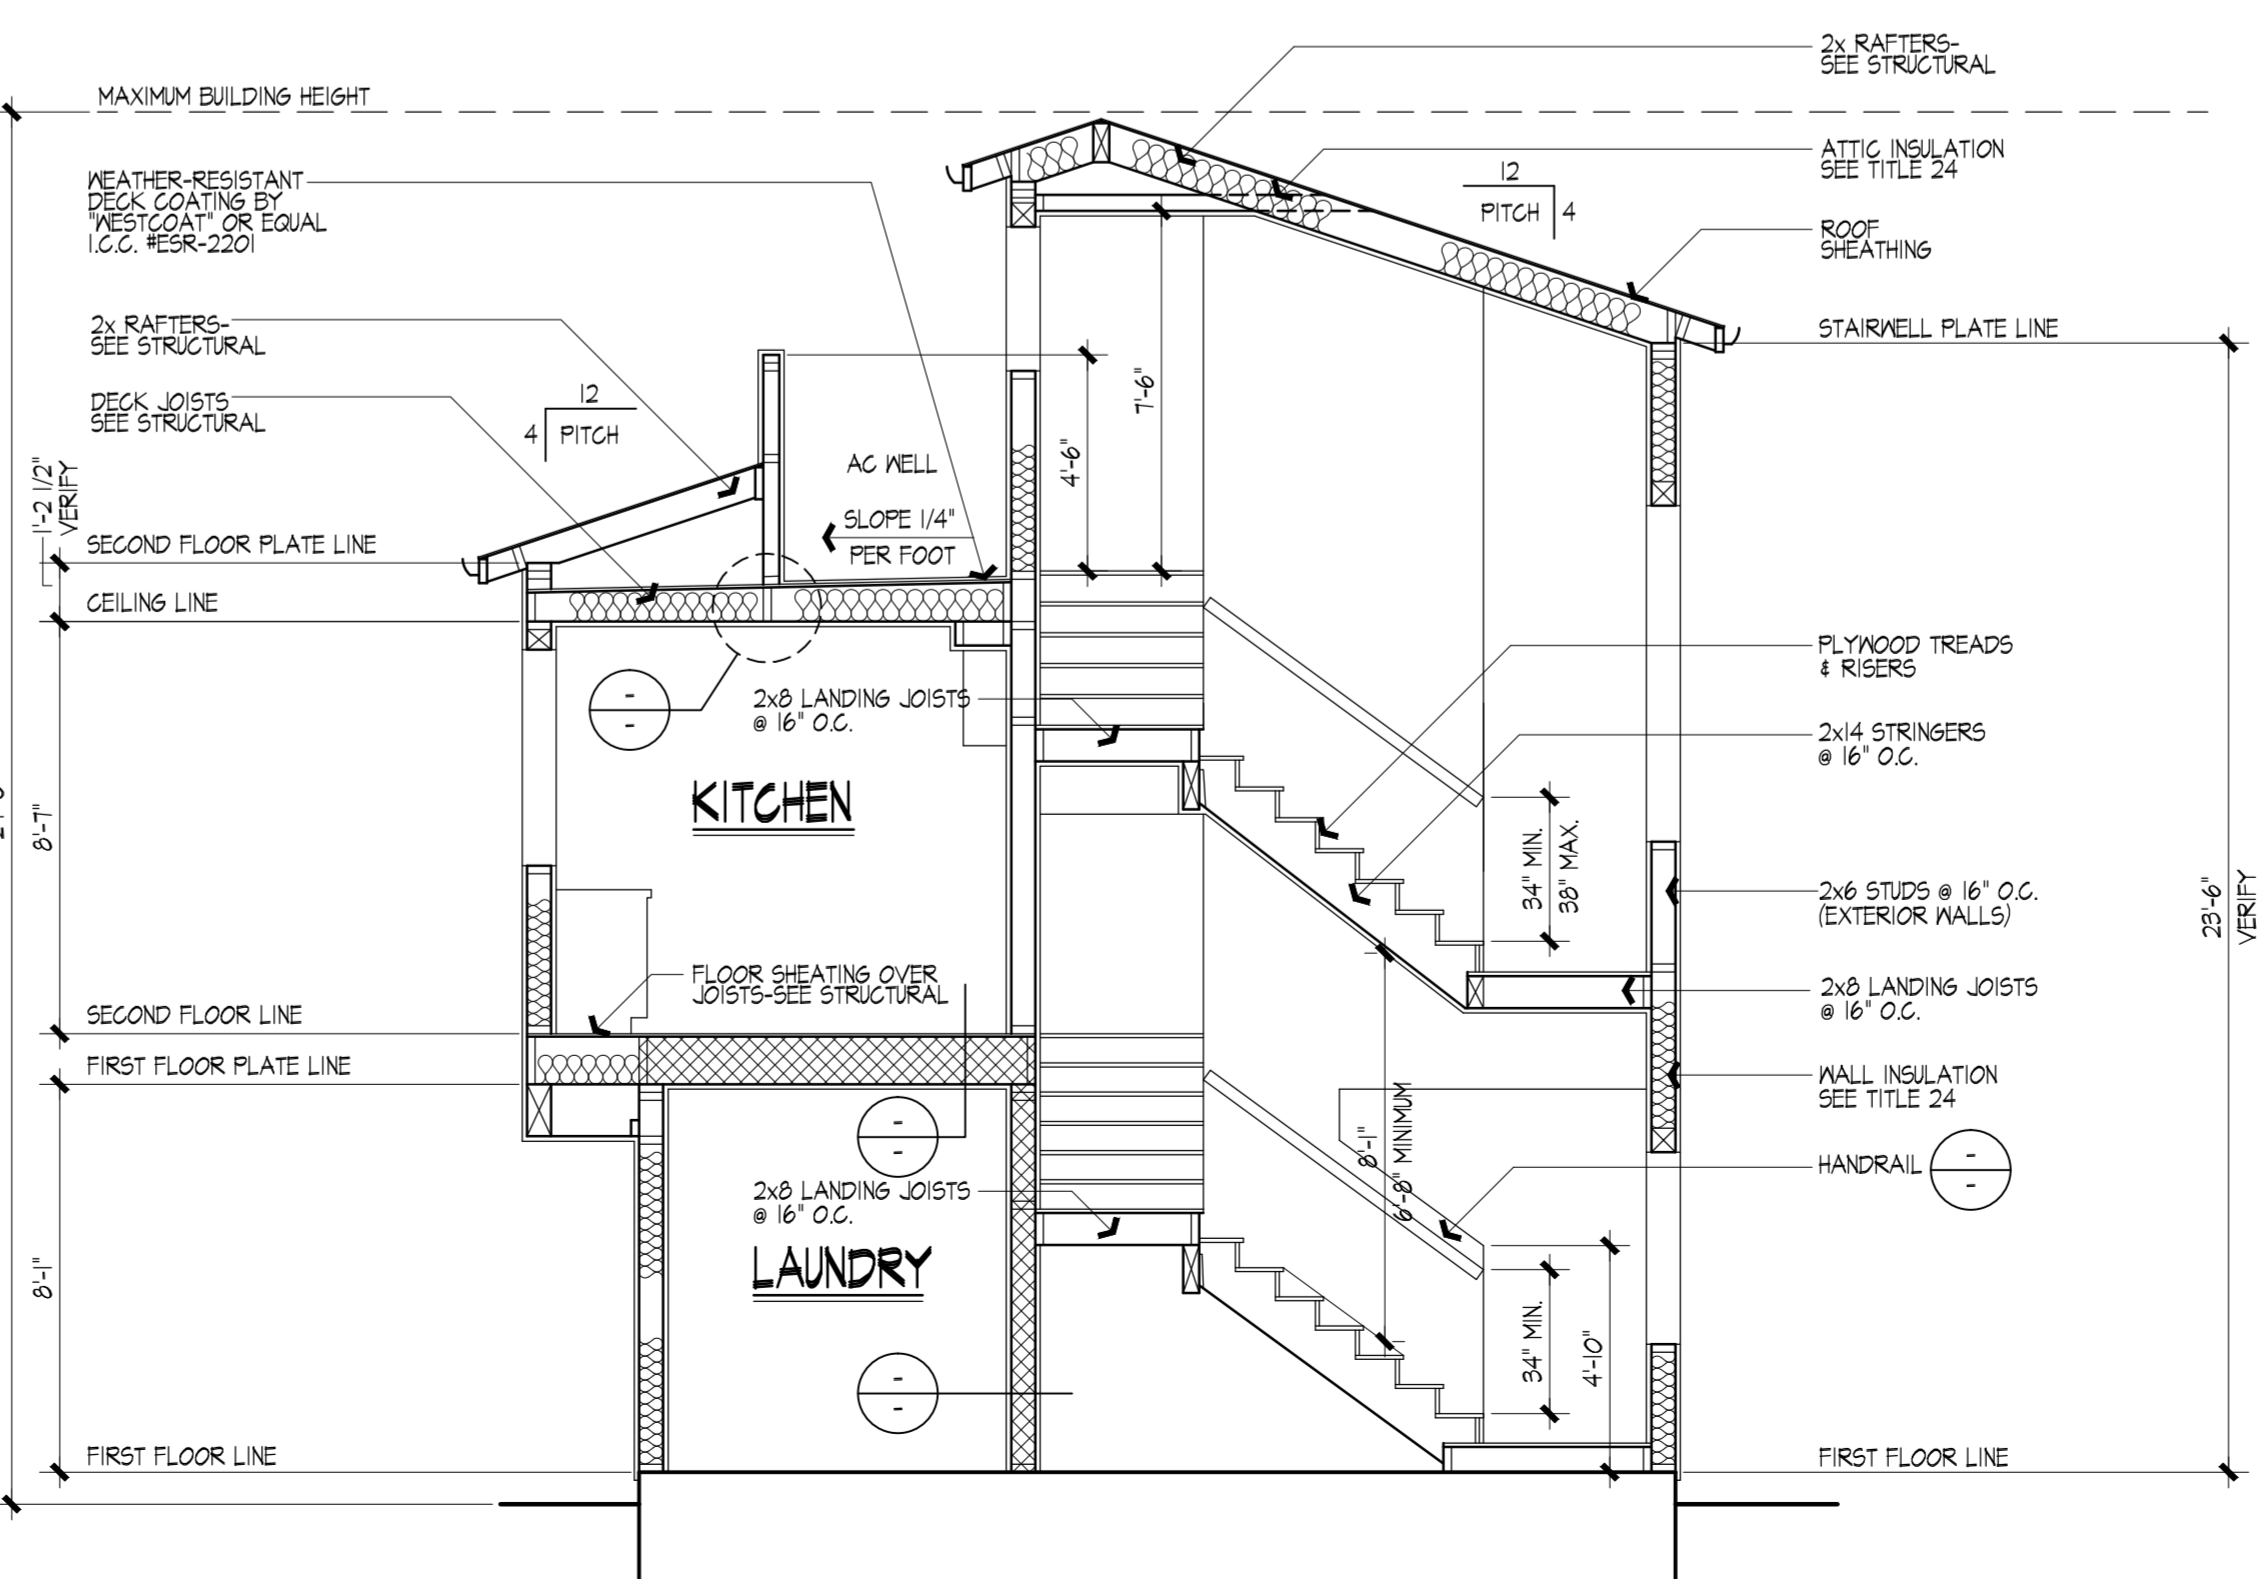 MAXIMUM BUILDING HEIGHT
2x RAFTERS-
SEE STRUCTURAL
WEATHER-RESISTANT
DECK COATING BY
"WESTCOAT" OR EQUAL
I.C.C. #ESR-2201
ATTIC INSULATION
SEE TITLE 24
12
PITCH
4
ROOF
SHEATHING
2x RAFTERS-
SEE STRUCTURAL
STAIRWELL PLATE LINE
DECK JOISTS
SEE STRUCTURAL
12
4
PITCH
7'-6"
4'-6"
AC WELL
SLOPE 1/4"
PER FOOT
1'-2 1/2"
VERIFY
SECOND FLOOR PLATE LINE
CEILING LINE
PLYWOOD TREADS
& RISERS
2x8 LANDING JOISTS
@ 16" O.C.
2x14 STRINGERS
@ 16" O.C.
KITCHEN
8'-7"
34" MIN.
38" MAX.
2x6 STUDS @ 16" O.C.
(EXTERIOR WALLS)
23'-6"
VERIFY
FLOOR SHEATING OVER
JOISTS-SEE STRUCTURAL
2x8 LANDING JOISTS
@ 16" O.C.
SECOND FLOOR LINE
FIRST FLOOR PLATE LINE
WALL INSULATION
SEE TITLE 24
8'-1"
6'-8" MINIMUM
HANDRAIL
2x8 LANDING JOISTS
@ 16" O.C.
LAUNDRY
8'-1"
34" MIN.
4'-10"
FIRST FLOOR LINE
FIRST FLOOR LINE